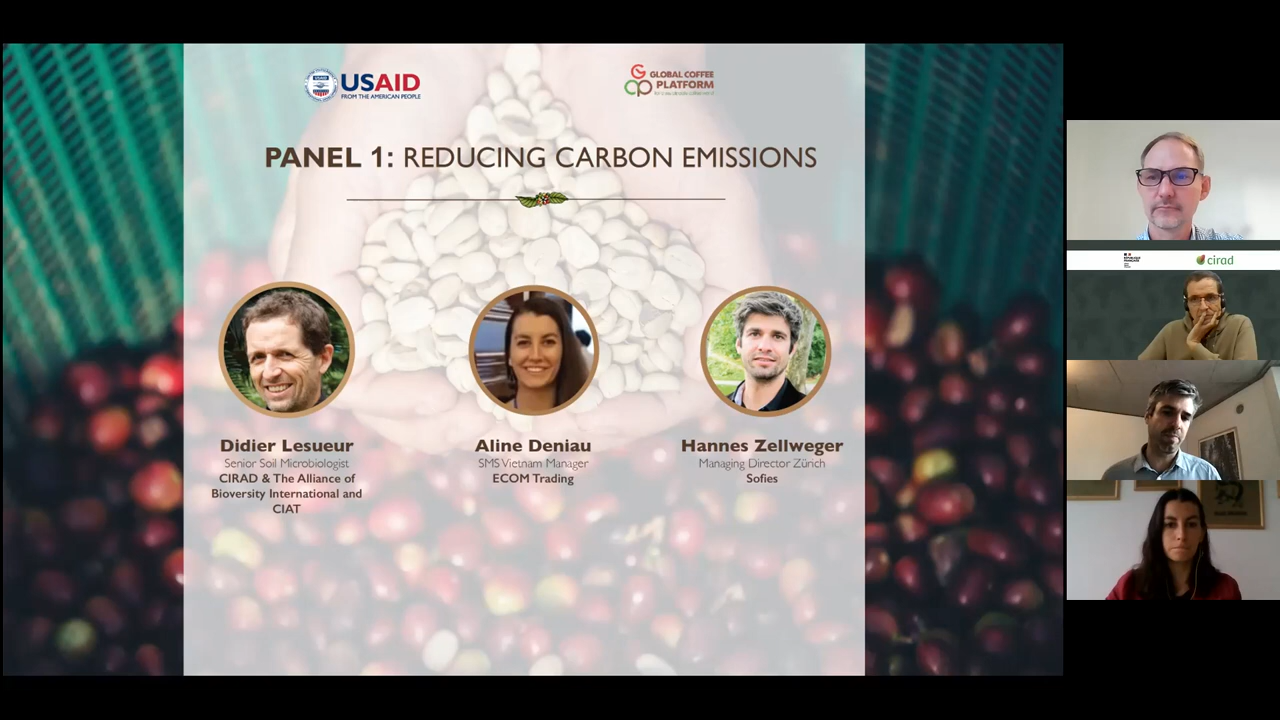 USAID
FROM THE AMERICAN PEOPLE
GLOBAL COFFEE
PLATFORM
PANEL 1: REDUCING CARBON EMISSIONS
Didier Lesueur
Senior Soil Microbiologist
CIRAD & The Alliance of
Bioversity International and
CIAT
Aline Deniau
SMS Vietnam Manager
ECOM Trading
Hannes Zellweger
Managing Director Zürich
Sofies
cirad